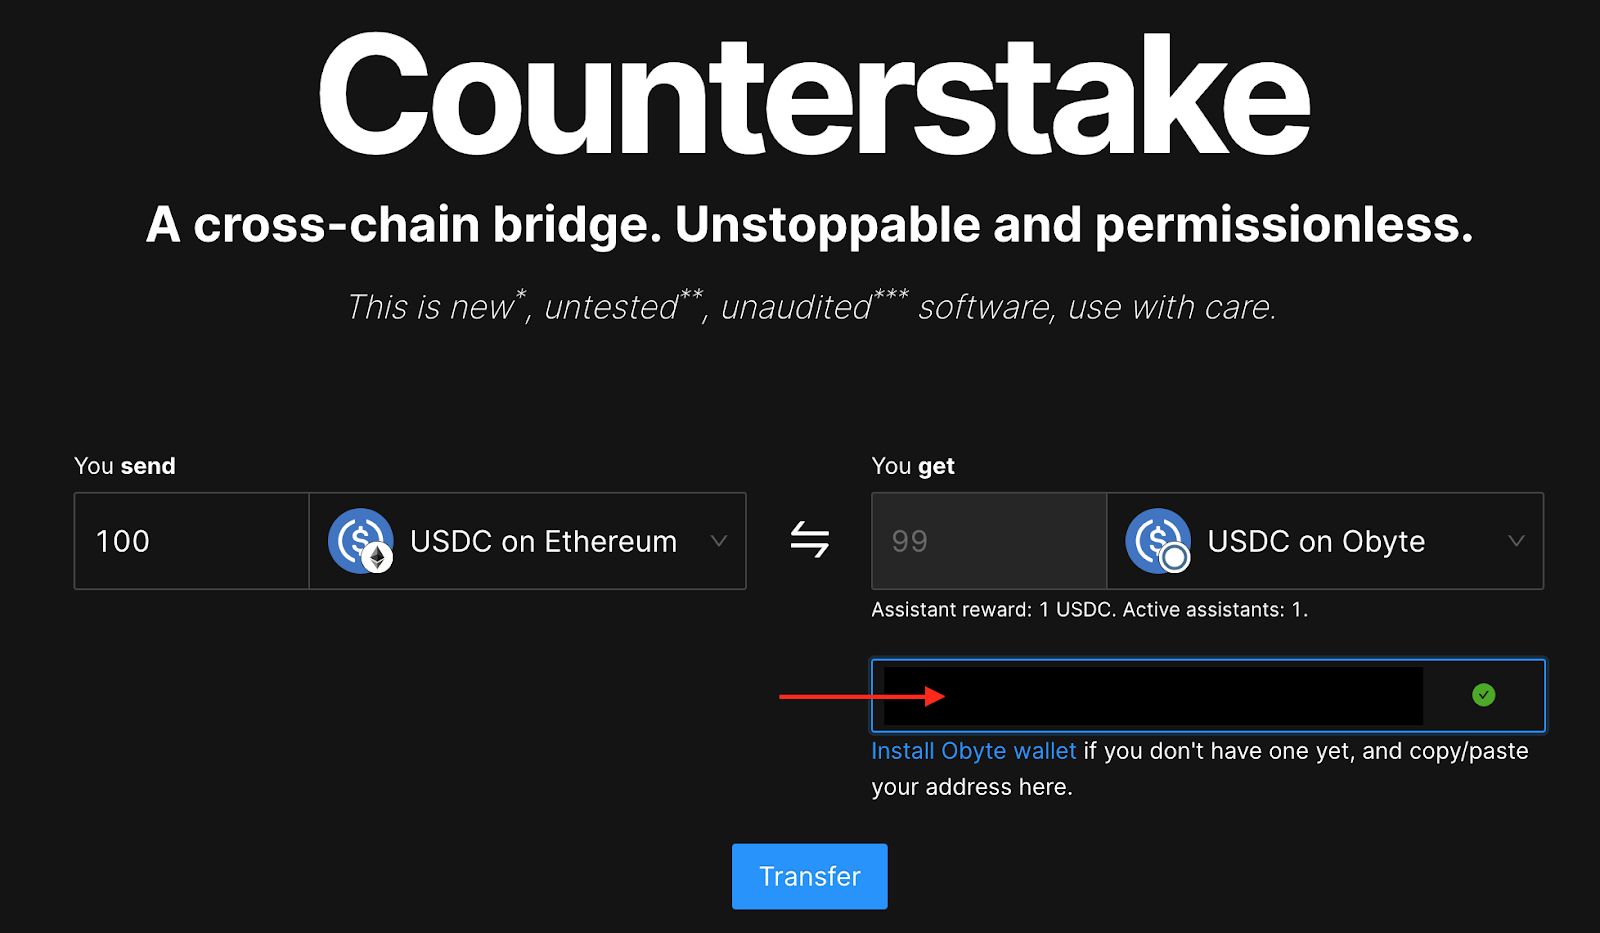 Counterstake
A cross-chain bridge. Unstoppable and permissionless.
This is new*, untested**, unaudited*** software, use with care.
You send
You get
100
USDC on Ethereum
99
USDC on Obyte
Assistant reward: 1 USDC. Active assistants: 1.
Install Obyte wallet if you don't have one yet, and copy/paste
your address here.
Transfer